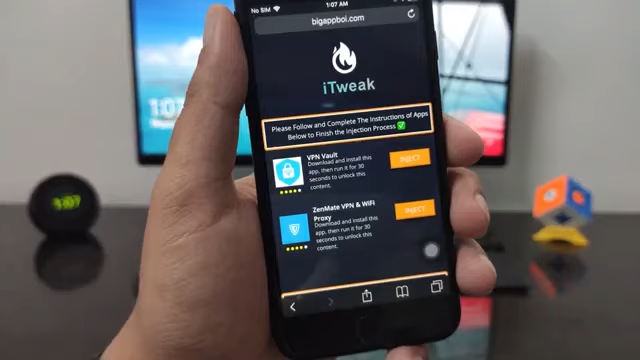 No SIM
1:07 AM
bigappboi.com
iTweak
Please Follow and Complete The Instructions of Apps
Below to Finish the Injection Process ✅
VPN Vault
Download and install this
app, then run it for 30
seconds to unlock this
content.
INJECT
ZenMate VPN & WiFi
Proxy
Download and install this
app, then run it for 30
seconds to unlock this
content.
INJECT
1:07